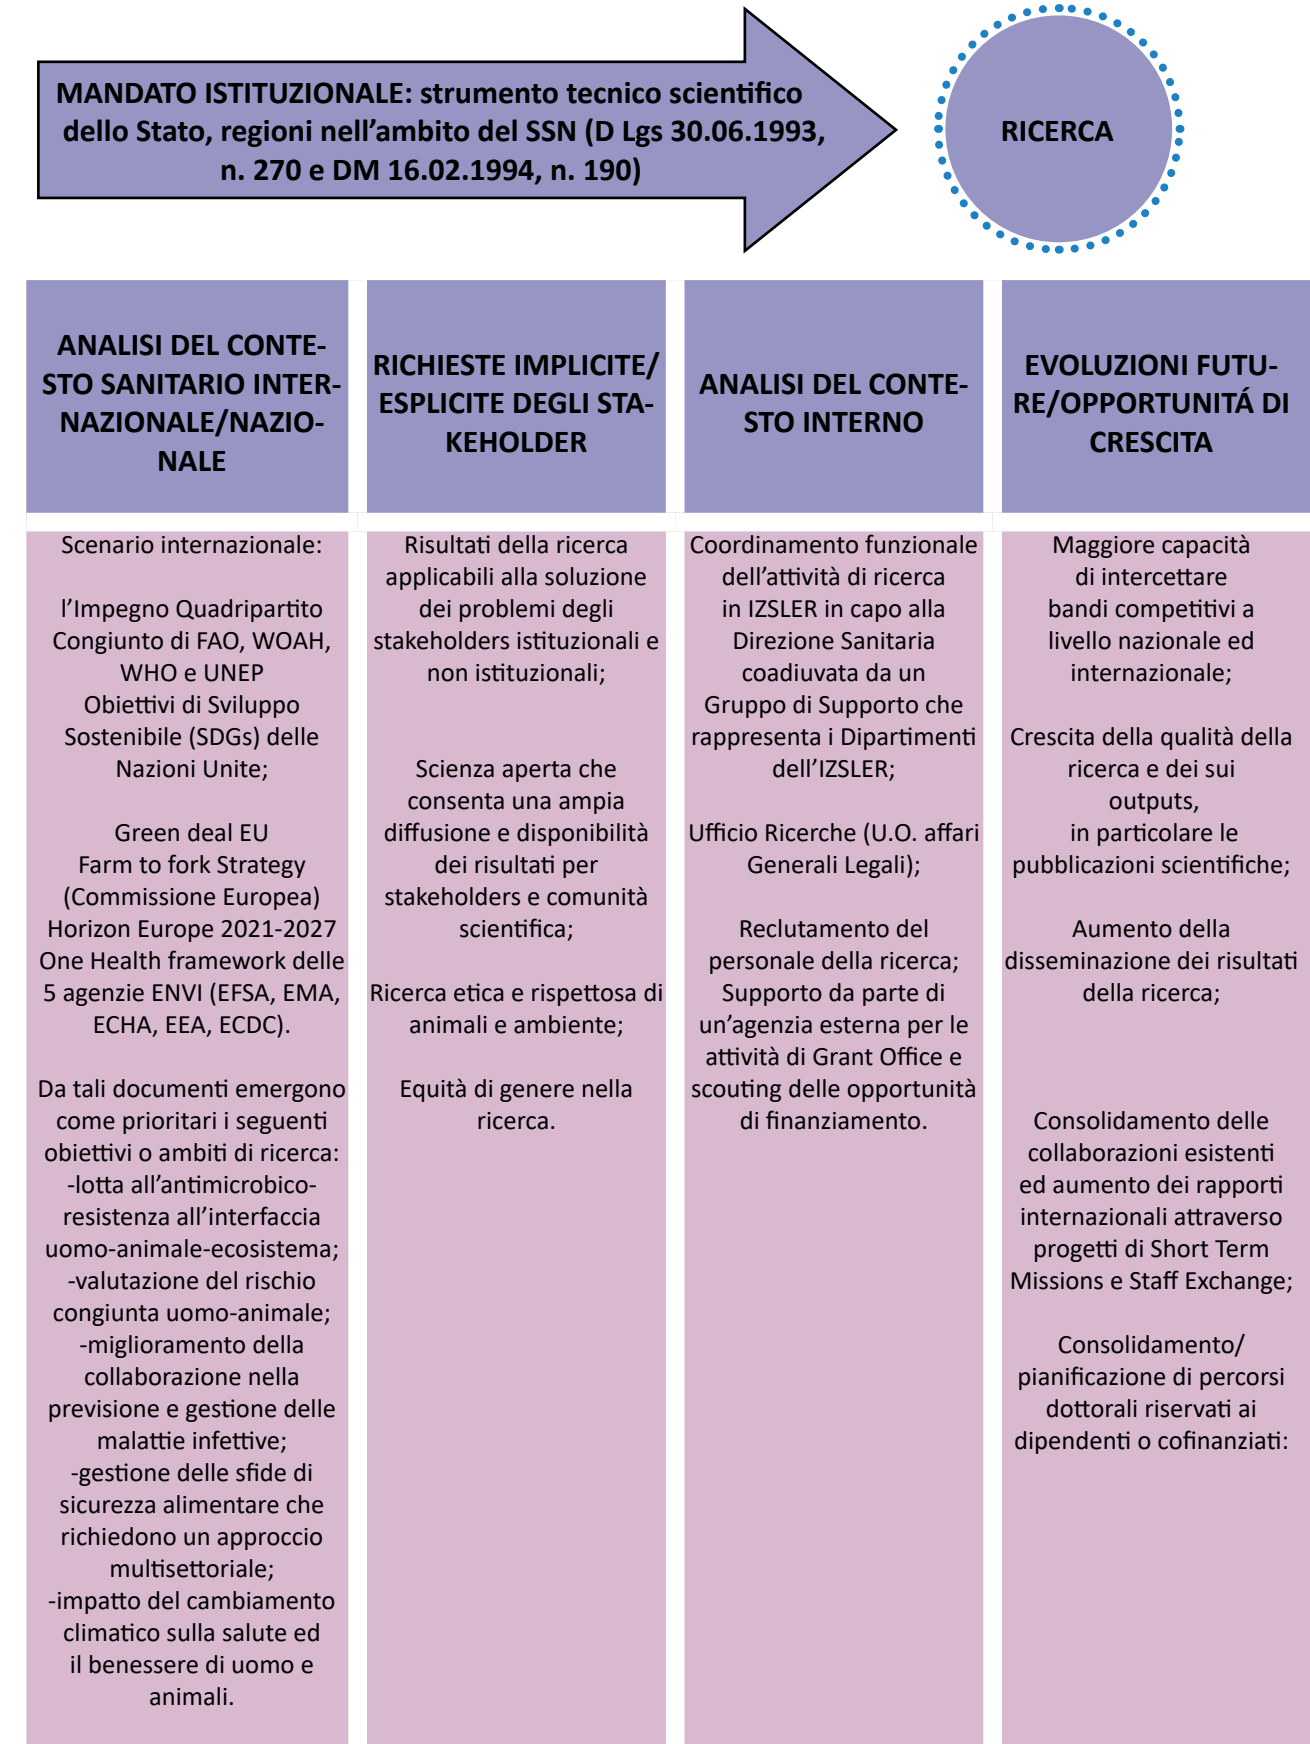 MANDATO ISTITUZIONALE: strumento tecnico scientifico
dello Stato, regioni nell'ambito del SSN (D Lgs 30.06.1993,
n. 270 e DM 16.02.1994, n. 190)
RICERCA
ANALISI DEL CONTE-
STO SANITARIO INTER-
NAZIONALE/NAZIO-
NALE
Scenario internazionale:
l'Impegno Quadripartito
Congiunto di FAO, WOAH,
WHO e UNEP
Obiettivi di Sviluppo
Sostenibile (SDGs) delle
Nazioni Unite;
Green deal EU
Farm to fork Strategy
(Commissione Europea)
Horizon Europe 2021-2027
One Health framework delle
5 agenzie ENVI (EFSA, EMA,
ECHA, EEA, ECDC).
Da tali documenti emergono
come prioritari i seguenti
obiettivi o ambiti di ricerca:
-lotta all'antimicrobico-
resistenza all'interfaccia
uomo-animale-ecosistema;
-valutazione del rischio
congiunta uomo-animale;
-miglioramento della
collaborazione nella
previsione e gestione delle
malattie infettive;
-gestione delle sfide di
sicurezza alimentare che
richiedono un approccio
multisettoriale;
-impatto del cambiamento
climatico sulla salute ed
il benessere di uomo e
animali.
RICHIESTE IMPLICITE/
ESPLICITE DEGLI STA-
KEHOLDER
Risultati della ricerca
applicabili alla soluzione
dei problemi degli
stakeholders istituzionali e
non istituzionali;
Scienza aperta che
consenta una ampia
diffusione e disponibilità
dei risultati per
stakeholders e comunità
scientifica;
Ricerca etica e rispettosa di
animali e ambiente;
Equità di genere nella
ricerca.
ANALISI DEL CONTE-
STO INTERNO
Coordinamento funzionale
dell'attività di ricerca
in IZSLER in capo alla
Direzione Sanitaria
coadiuvata da un
Gruppo di Supporto che
rappresenta i Dipartimenti
dell'IZSLER;
Ufficio Ricerche (U.O. affari
Generali Legali);
Reclutamento del
personale della ricerca;
Supporto da parte di
un'agenzia esterna per le
attività di Grant Office e
scouting delle opportunità
di finanziamento.
EVOLUZIONI FUTU-
RE/OPPORTUNITÁ DI
CRESCITA
Maggiore capacità
di intercettare
bandi competitivi a
livello nazionale ed
internazionale;
Crescita della qualità della
ricerca e dei sui
outputs,
in particolare le
pubblicazioni scientifiche;
Aumento della
disseminazione dei risultati
della ricerca;
Consolidamento delle
collaborazioni esistenti
ed aumento dei rapporti
internazionali attraverso
progetti di Short Term
Missions e Staff Exchange;
Consolidamento/
pianificazione di percorsi
dottorali riservati ai
dipendenti o cofinanziati: